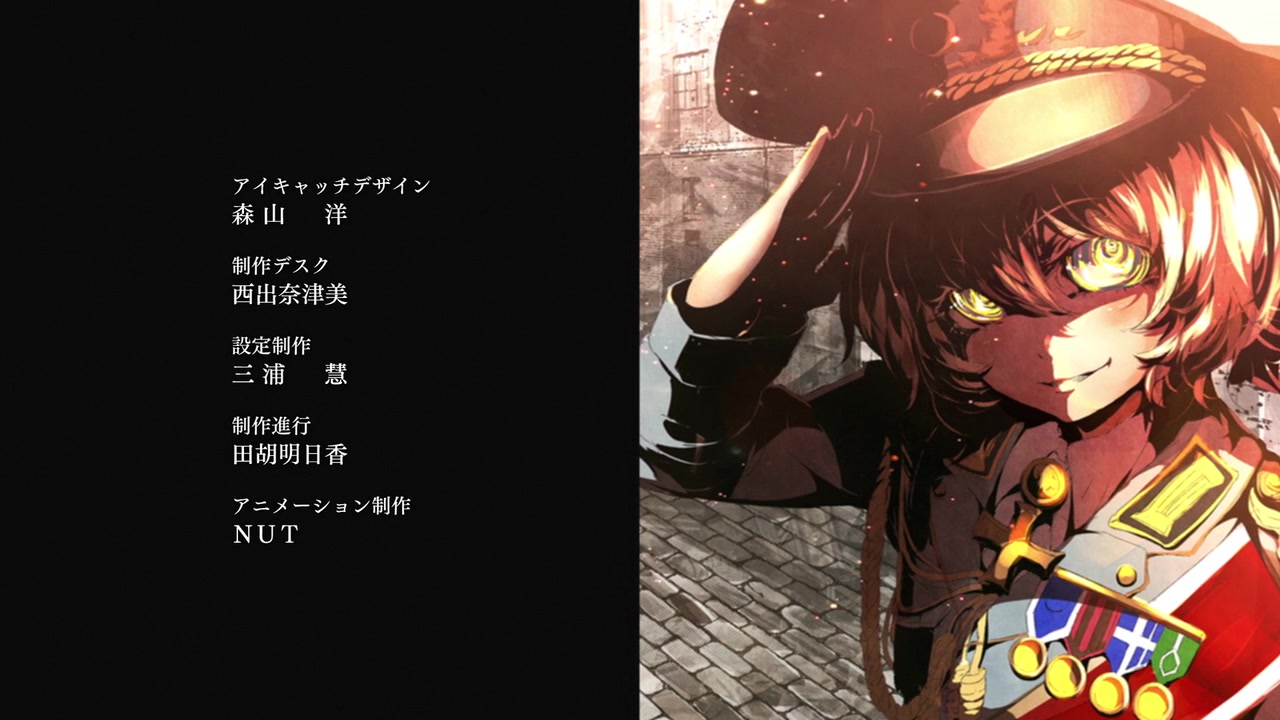 アイキャッチデザイン
森山　洋
制作デスク
西出奈津美
設定制作
三浦　慧
制作進行
田胡明日香
アニメーション制作
ＮＵＴ